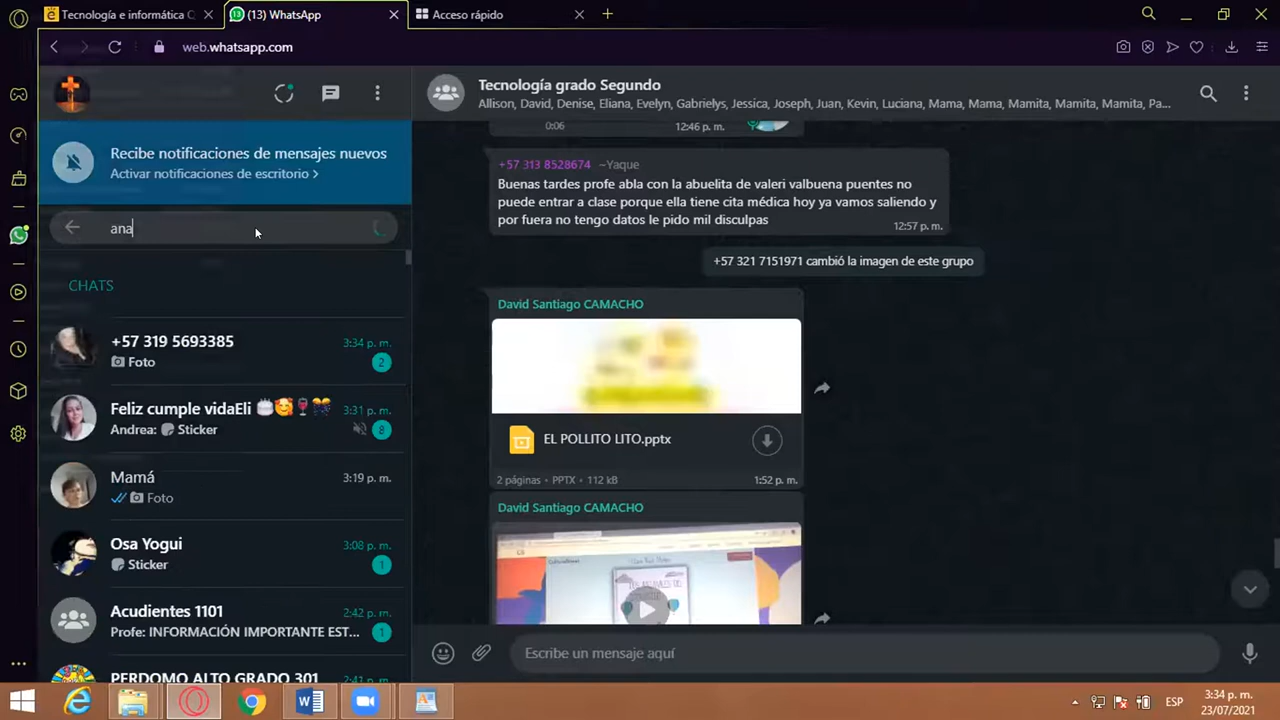 Tecnología e informática
(13) WhatsApp
Acceso rápido
web.whatsapp.com
Recibe notificaciones de mensajes nuevos
Activar notificaciones de escritorio >
ana
CHATS
+57 319 5693385
3:34 p. m.
Foto
2
Feliz cumple vidaEli 🎂🥰🍷🎊
3:31 p. m.
Andrea: Sticker
8
Mamá
3:19 p. m.
Foto
Osa Yogui
3:08 p. m.
Sticker
1
Acudientes 1101
2:42 p. m.
Profe: INFORMACIÓN IMPORTANTE EST...
1
PERDOMO ALTO GRADO 301
2:41 p. m.
Tecnología grado Segundo
Allison, David, Denise, Eliana, Evelyn, Gabrielys, Jessica, Joseph, Juan, Kevin, Luciana, Mama, Mama, Mamita, Mamita, Mamita, Pa...
0:06
12:46 p. m.
+57 313 8528674 ~Yaque
Buenas tardes profe abla con la abuelita de valeri valbuena puentes no
puede entrar a clase porque ella tiene cita médica hoy ya vamos saliendo y
por fuera no tengo datos le pido mil disculpas
12:57 p. m.
+57 321 7151971 cambió la imagen de este grupo
David Santiago CAMACHO
EL POLLITO LITO.pptx
2 páginas • PPTX • 112 kB
1:52 p. m.
David Santiago CAMACHO
Escribe un mensaje aquí
ESP
3:34 p. m.
23/07/2021